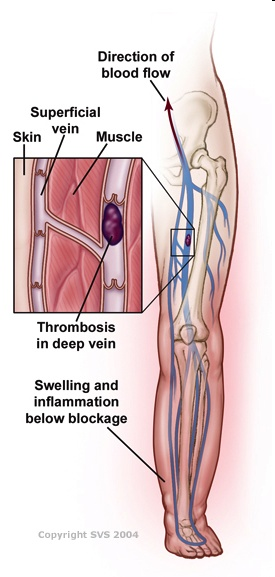 Direction of
blood flow
Superficial
vein
Skin
Muscle
Thrombosis
in deep vein
Swelling and
inflammation
below blockage
Copyright SVS 2004